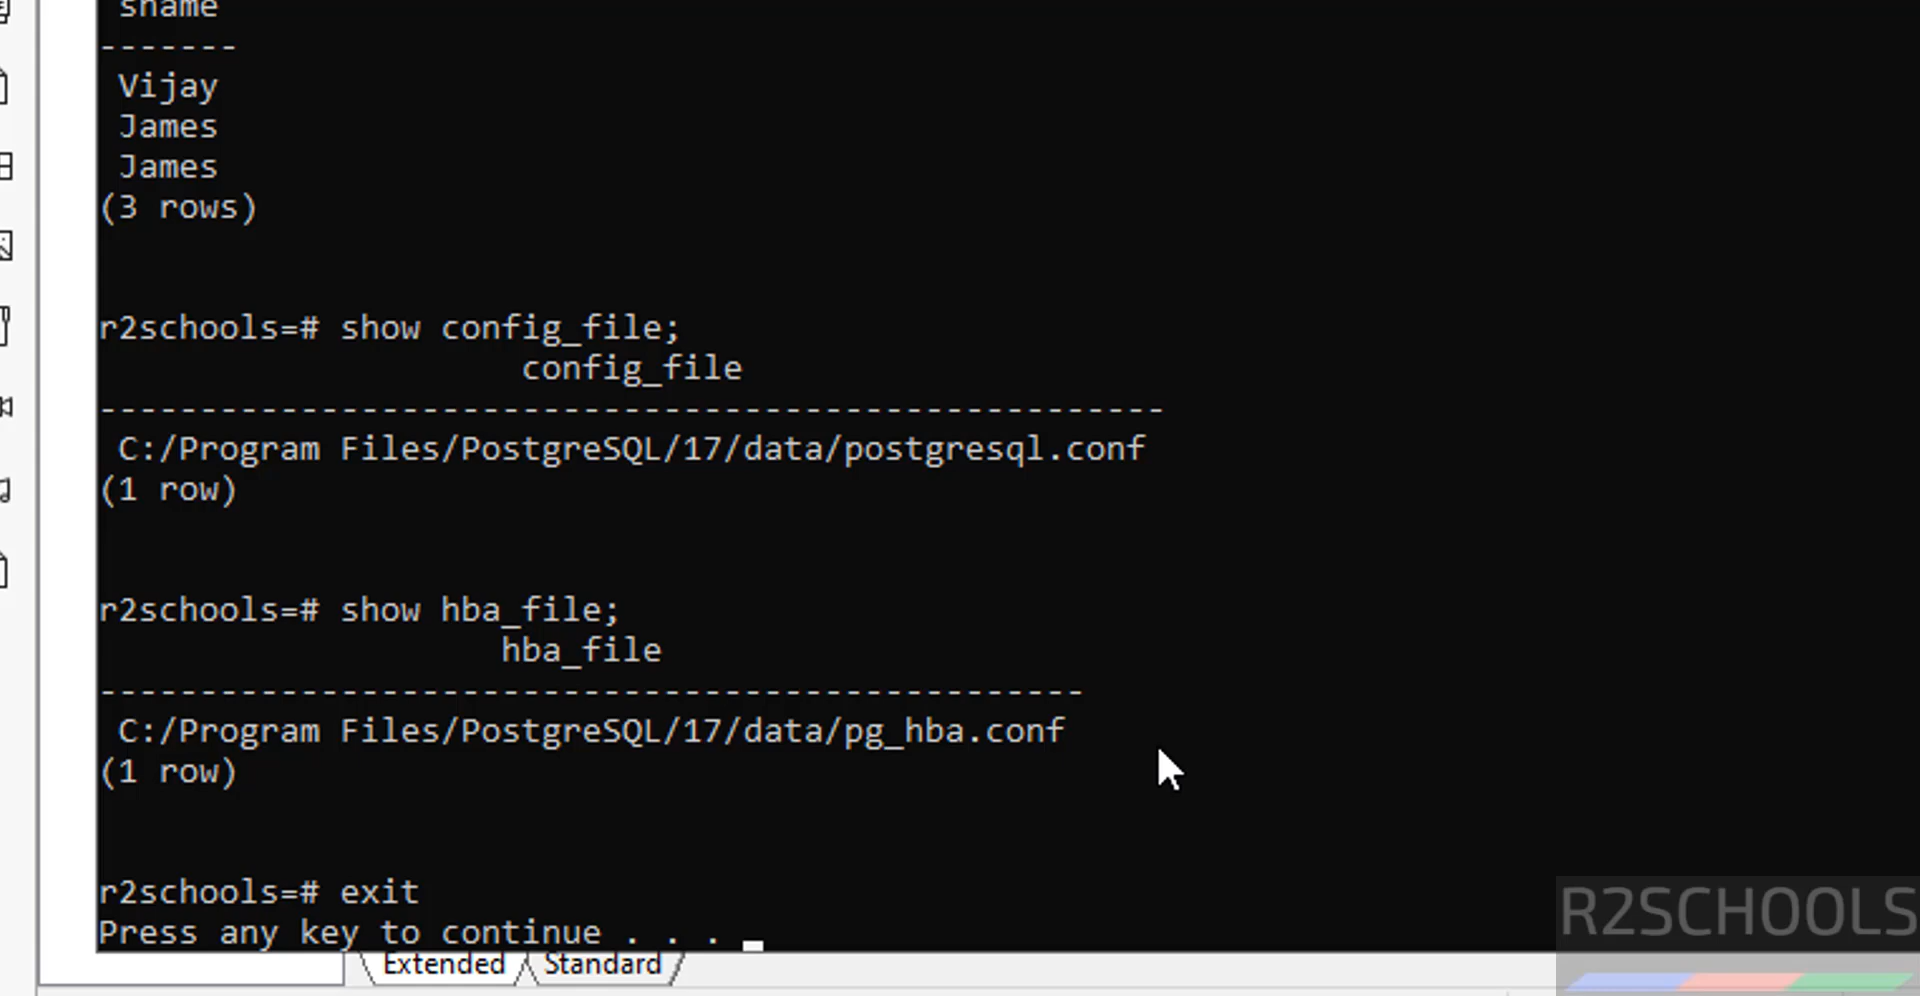 sname
-------
Vijay
James
James
(3 rows)
r2schools=# show config_file;
config_file
-----------------------------------------------------
C:/Program Files/PostgreSQL/17/data/postgresql.conf
(1 row)
r2schools=# show hba_file;
hba_file
-------------------------------------------------
C:/Program Files/PostgreSQL/17/data/pg_hba.conf
(1 row)
r2schools=# exit
Press any key to continue . . .
Extended
Standard
R2SCHOOLS